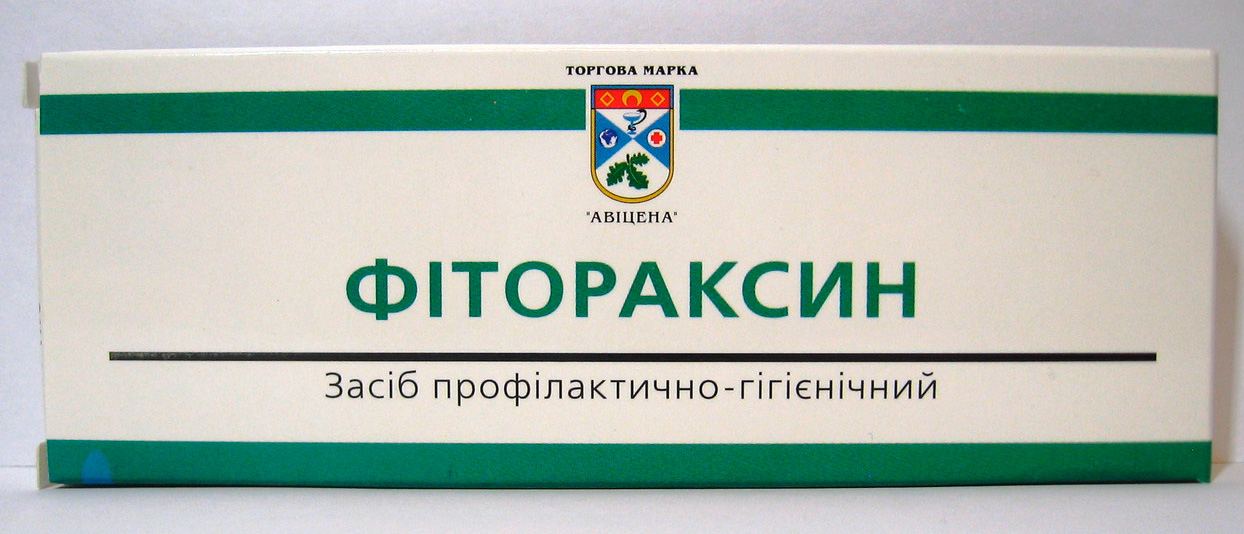 ТОРГОВА МАРКА
"АВІЦЕНА"
ФІТОРАКСИН
Засіб профілактично-гігієнічний